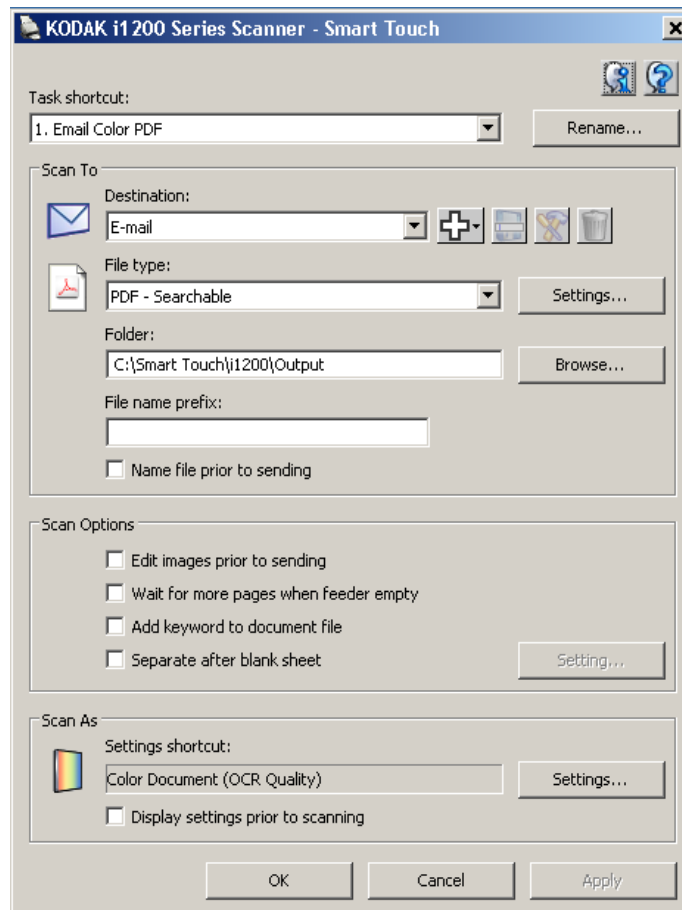 KODAK i1200 Series Scanner - Smart Touch
Task shortcut:
1. Email Color PDF
Rename...
Scan To
Destination:
E-mail
File type:
PDF - Searchable
Settings...
Folder:
C:\Smart Touch\i1200\Output
Browse...
File name prefix:
Name file prior to sending
Scan Options
Edit images prior to sending
Wait for more pages when feeder empty
Add keyword to document file
Separate after blank sheet
Setting...
Scan As
Settings shortcut:
Color Document (OCR Quality)
Settings...
Display settings prior to scanning
OK
Cancel
Apply